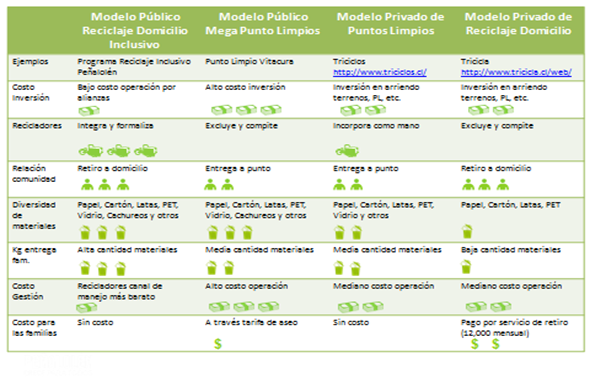 Modelo Público Reciclaje Domicilio Inclusivo
Modelo Público Mega Punto Limpios
Modelo Privado de Puntos Limpios
Modelo Privado de Reciclaje Domicilio
Ejemplos
Programa Reciclaje Inclusivo Peñalolén
Punto Limpio Vitacura
Triciclos
http://www.triciclos.cl/
Tricicla
http://www.tricicla.cl/web/
Costo Inversión
Bajo costo operación por alianzas
Alto costo inversión
Inversión en arriendo terrenos, PL, etc.
Inversión en arriendo terrenos, PL, etc.
Recicladores
Integra y formaliza
Excluye y compite
Incorpora como mano
Excluye y compite
Relación comunidad
Retiro a domicilio
Entrega a punto
Entrega a punto
Retiro a domicilio
Diversidad de materiales
Papel, Cartón, Latas, PET, Vidrio, Cachureos y otros
Papel, Cartón, Latas, PET, Vidrio, Cachureos y otros
Papel, Cartón, Latas, PET, Vidrio y otros
Papel, Cartón, Latas, PET
Kg entrega fam.
Alta cantidad materiales
Media cantidad materiales
Media cantidad materiales
Baja cantidad materiales
Costo Gestión
Recicladores canal de manejo más barato
Alto costo operación
Mediano costo operación
Mediano costo operación
Costo para las familias
Sin costo
A través tarifa de aseo
$
Sin costo
Pago por servicio de retiro (12,000 mensual)
$ $